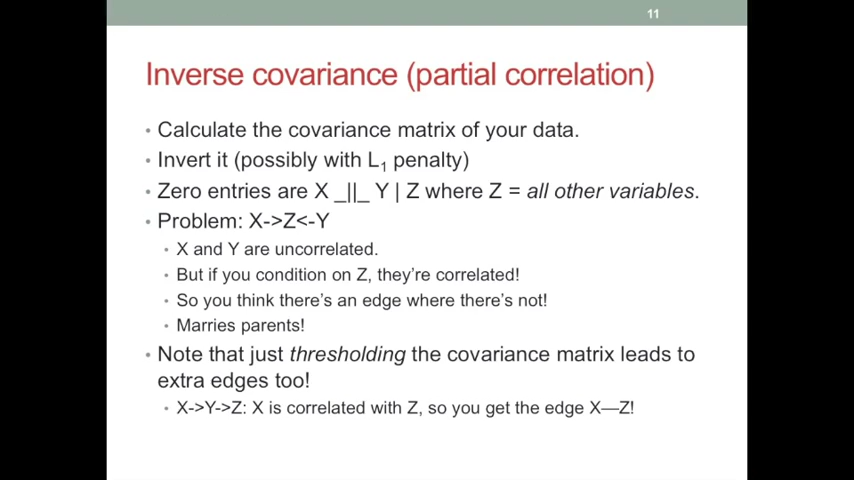 11
Inverse covariance (partial correlation)
• Calculate the covariance matrix of your data.
• Invert it (possibly with L1 penalty)
• Zero entries are X _||_ Y | Z where Z = all other variables.
• Problem: X->Z<-Y
• X and Y are uncorrelated.
• But if you condition on Z, they're correlated!
• So you think there's an edge where there's not!
• Marries parents!
• Note that just thresholding the covariance matrix leads to
extra edges too!
• X->Y->Z: X is correlated with Z, so you get the edge X—Z!